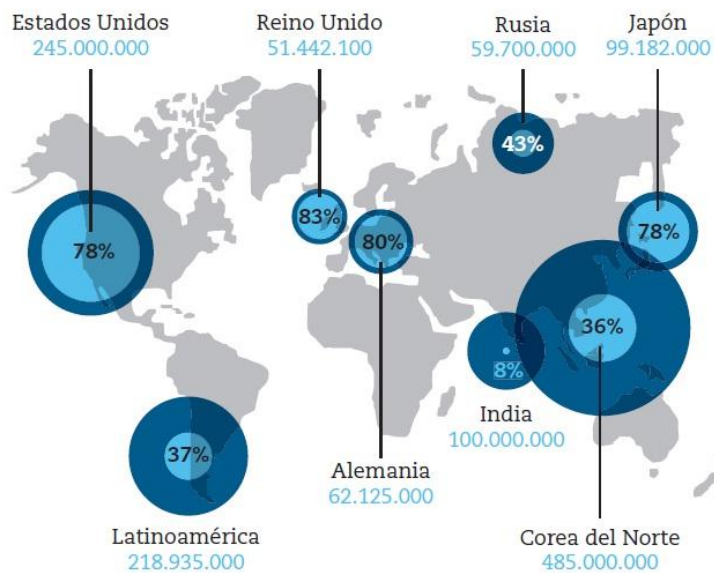 Estados Unidos
245.000.000
Reino Unido
51.442.100
Rusia
59.700.000
Japón
99.182.000
43%
83%
78%
80%
78%
36%
8%
India
100.000.000
37%
Alemania
62.125.000
Latinoamérica
218.935.000
Corea del Norte
485.000.000